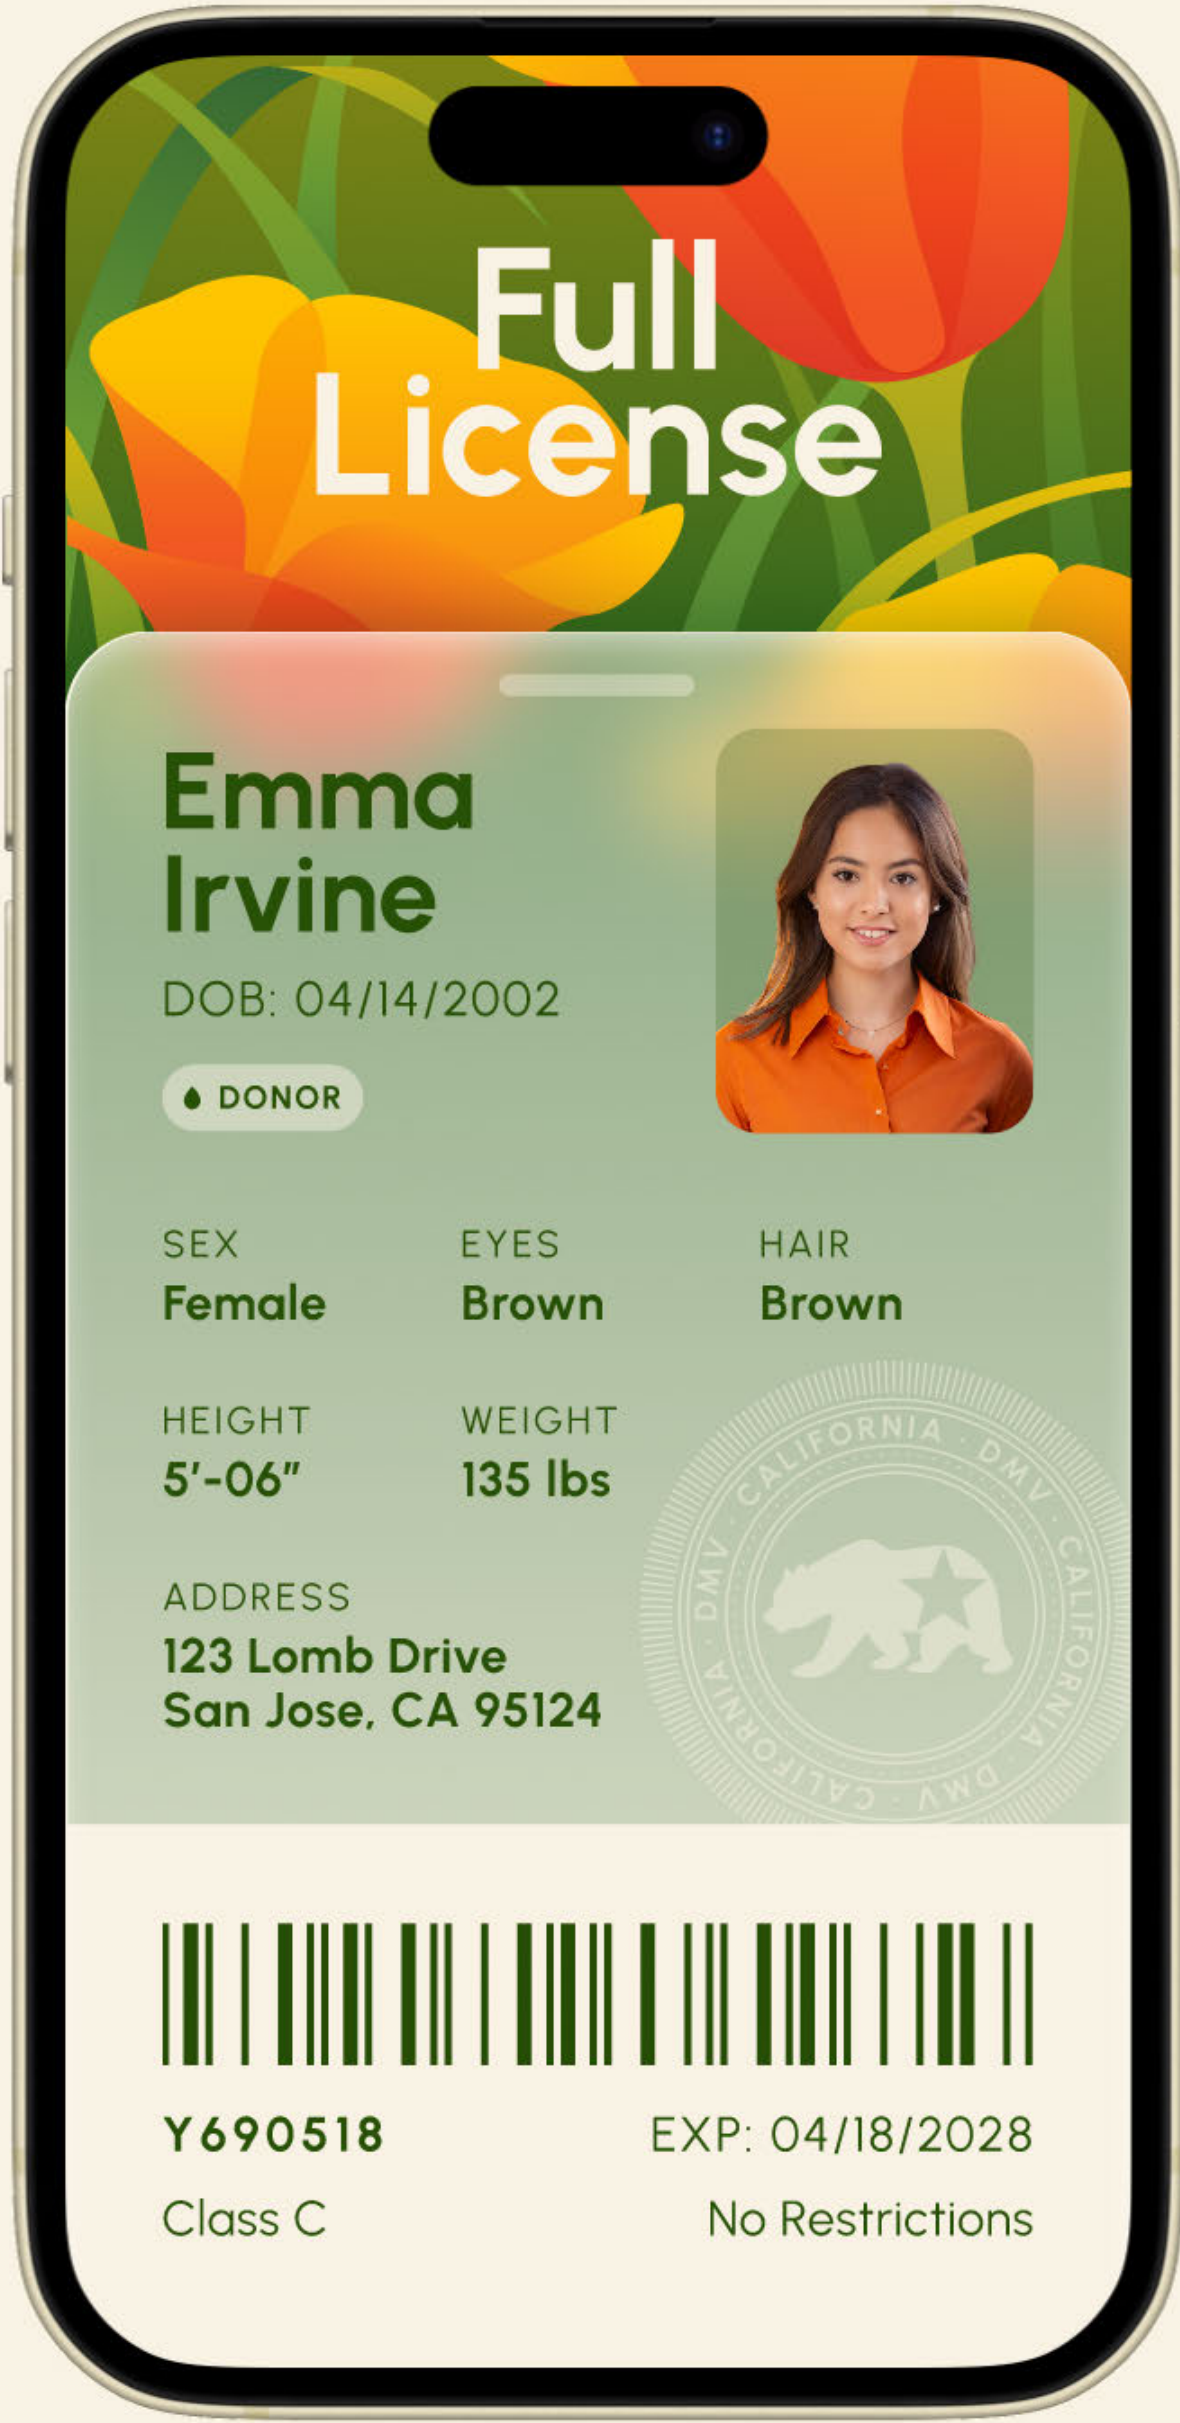 Full
License
Emma
Irvine
DOB: 04/14/2002
DONOR
SEX
EYES
HAIR
Female
Brown
Brown
HEIGHT
WEIGHT
5'-06"
135 lbs
ADDRESS
123 Lomb Drive
San Jose, CA 95124
CALIFORNIA · DMV · CALIFORNIA · DMV · CALIFORNIA · DMV ·
Y690518
EXP: 04/18/2028
Class C
No Restrictions